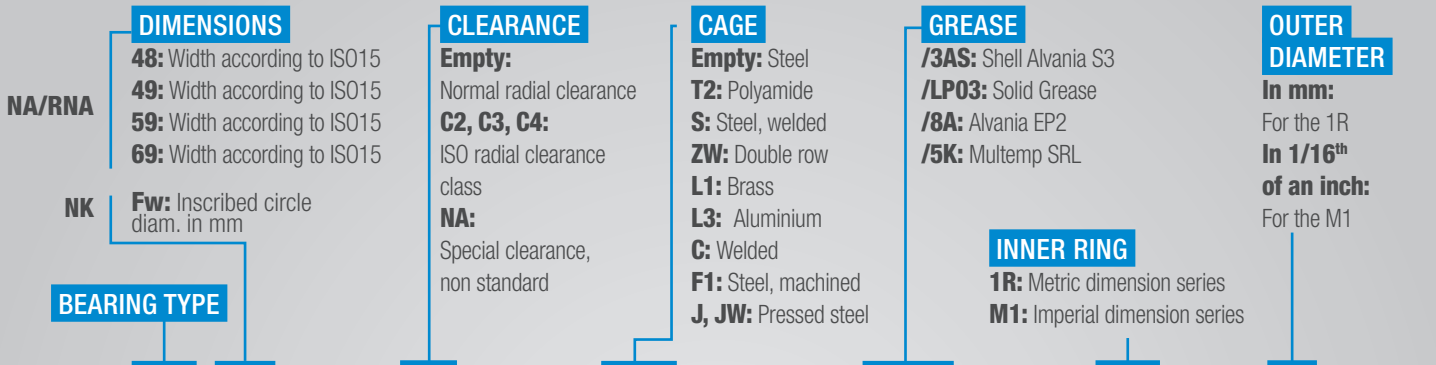 DIMENSIONS
NA/RNA
48: Width according to ISO15
49: Width according to ISO15
59: Width according to ISO15
69: Width according to ISO15
NK
Fw: Inscribed circle
diam. in mm
BEARING TYPE
CLEARANCE
Empty:
Normal radial clearance
C2, C3, C4:
ISO radial clearance
class
NA:
Special clearance,
non standard
CAGE
Empty: Steel
T2: Polyamide
S: Steel, welded
ZW: Double row
L1: Brass
L3: Aluminium
C: Welded
F1: Steel, machined
J, JW: Pressed steel
GREASE
/3AS: Shell Alvania S3
/LP03: Solid Grease
/8A: Alvania EP2
/5K: Multemp SRL
INNER RING
1R: Metric dimension series
M1: Imperial dimension series
OUTER
DIAMETER
In mm:
For the 1R
In 1/16th
of an inch:
For the M1